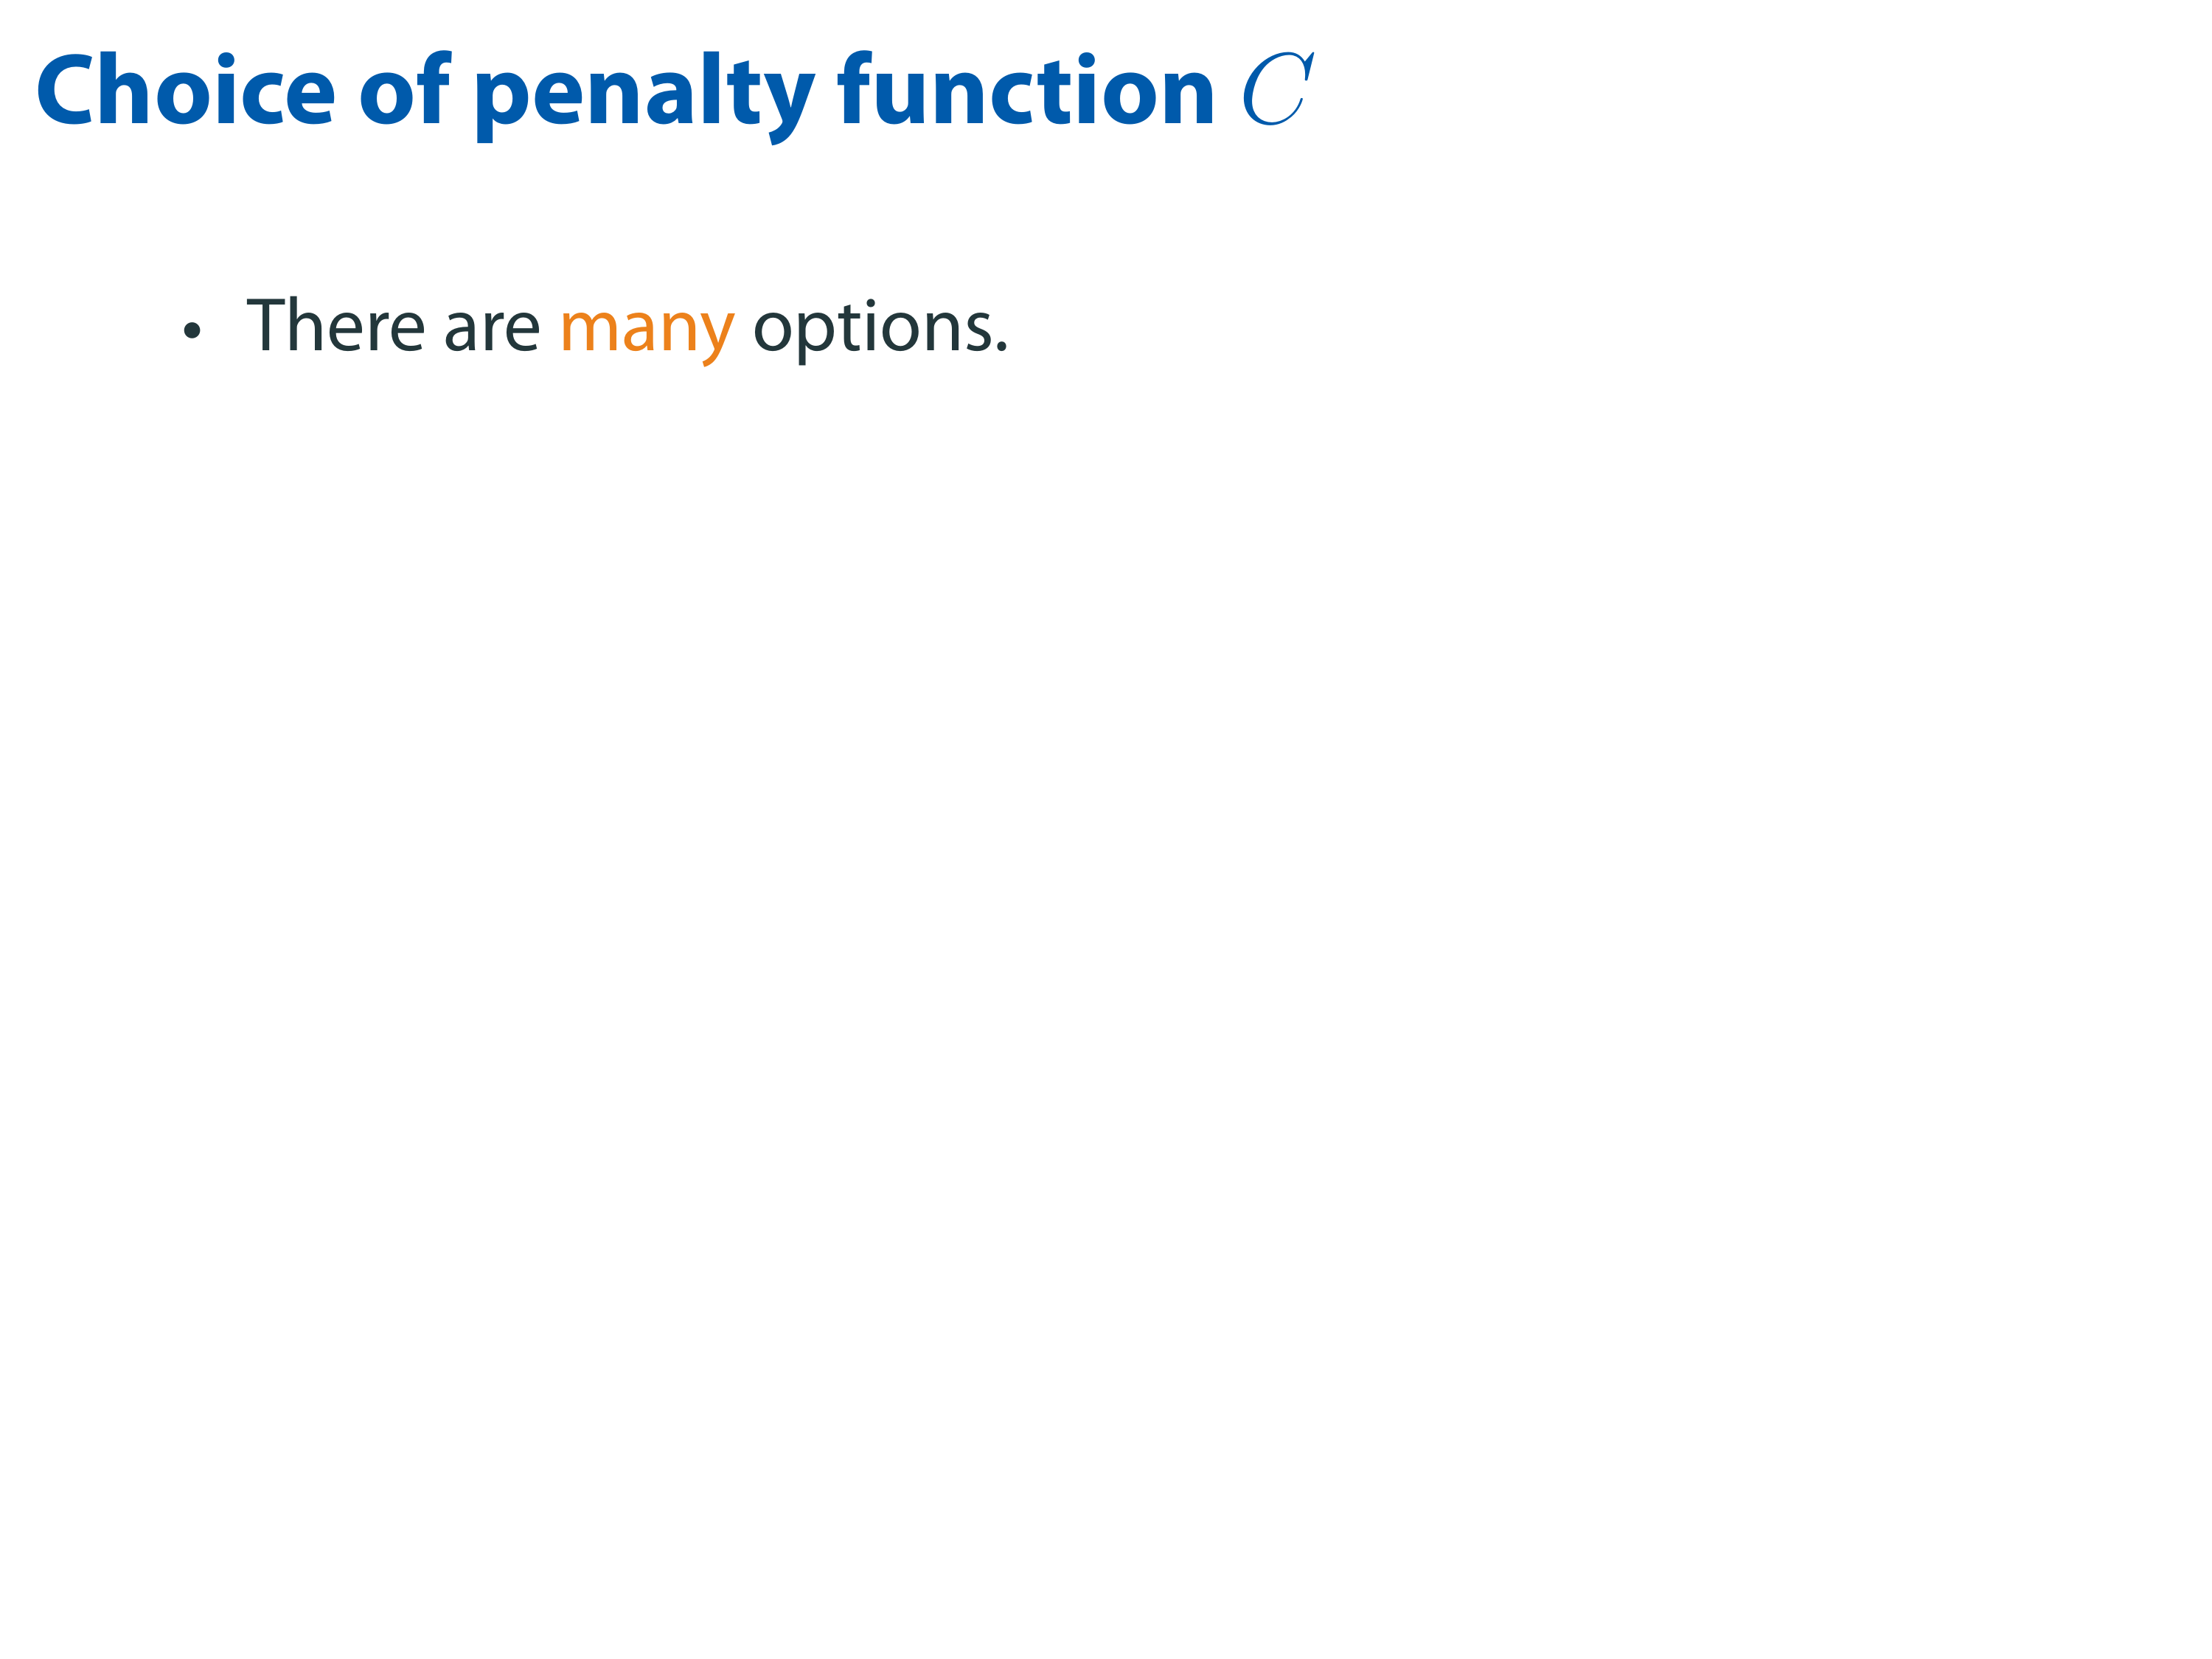 Choice of penalty function C
• There are many options.